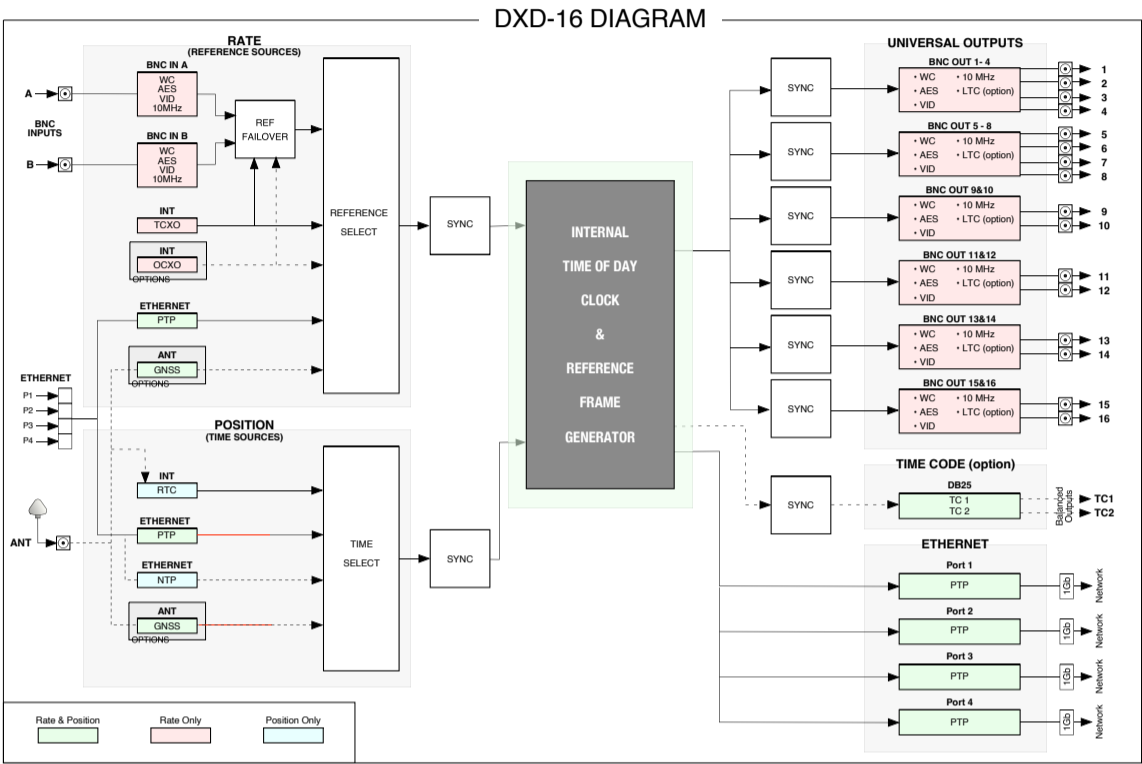 DXD-16 DIAGRAM
RATE
(REFERENCE SOURCES)
BNC IN A
WC
AES
VID
10MHz
A
BNC
INPUTS
BNC IN B
WC
AES
VID
10MHz
B
REF
FAILOVER
INT
TCXO
INT
OCXO
OPTIONS
ETHERNET
PTP
ANT
GNSS
OPTIONS
REFERENCE
SELECT
SYNC
ETHERNET
P1
P2
P3
P4
POSITION
(TIME SOURCES)
INT
RTC
ETHERNET
PTP
ETHERNET
NTP
ANT
GNSS
OPTIONS
ANT
TIME
SELECT
SYNC
INTERNAL
TIME OF DAY
CLOCK
&
REFERENCE
FRAME
GENERATOR
SYNC
SYNC
SYNC
SYNC
SYNC
SYNC
SYNC
UNIVERSAL OUTPUTS
BNC OUT 1- 4
• WC • 10 MHz
• AES • LTC (option)
• VID
1
2
3
4
BNC OUT 5 - 8
• WC • 10 MHz
• AES • LTC (option)
• VID
5
6
7
8
BNC OUT 9&10
• WC • 10 MHz
• AES • LTC (option)
• VID
9
10
BNC OUT 11&12
• WC • 10 MHz
• AES • LTC (option)
• VID
11
12
BNC OUT 13&14
• WC • 10 MHz
• AES • LTC (option)
• VID
13
14
BNC OUT 15&16
• WC • 10 MHz
• AES • LTC (option)
• VID
15
16
TIME CODE (option)
DB25
TC 1
TC 2
Balanced
Outputs
TC1
TC2
ETHERNET
Port 1
PTP
1Gb
Network
Port 2
PTP
1Gb
Network
Port 3
PTP
1Gb
Network
Port 4
PTP
1Gb
Network
Rate & Position
Rate Only
Position Only